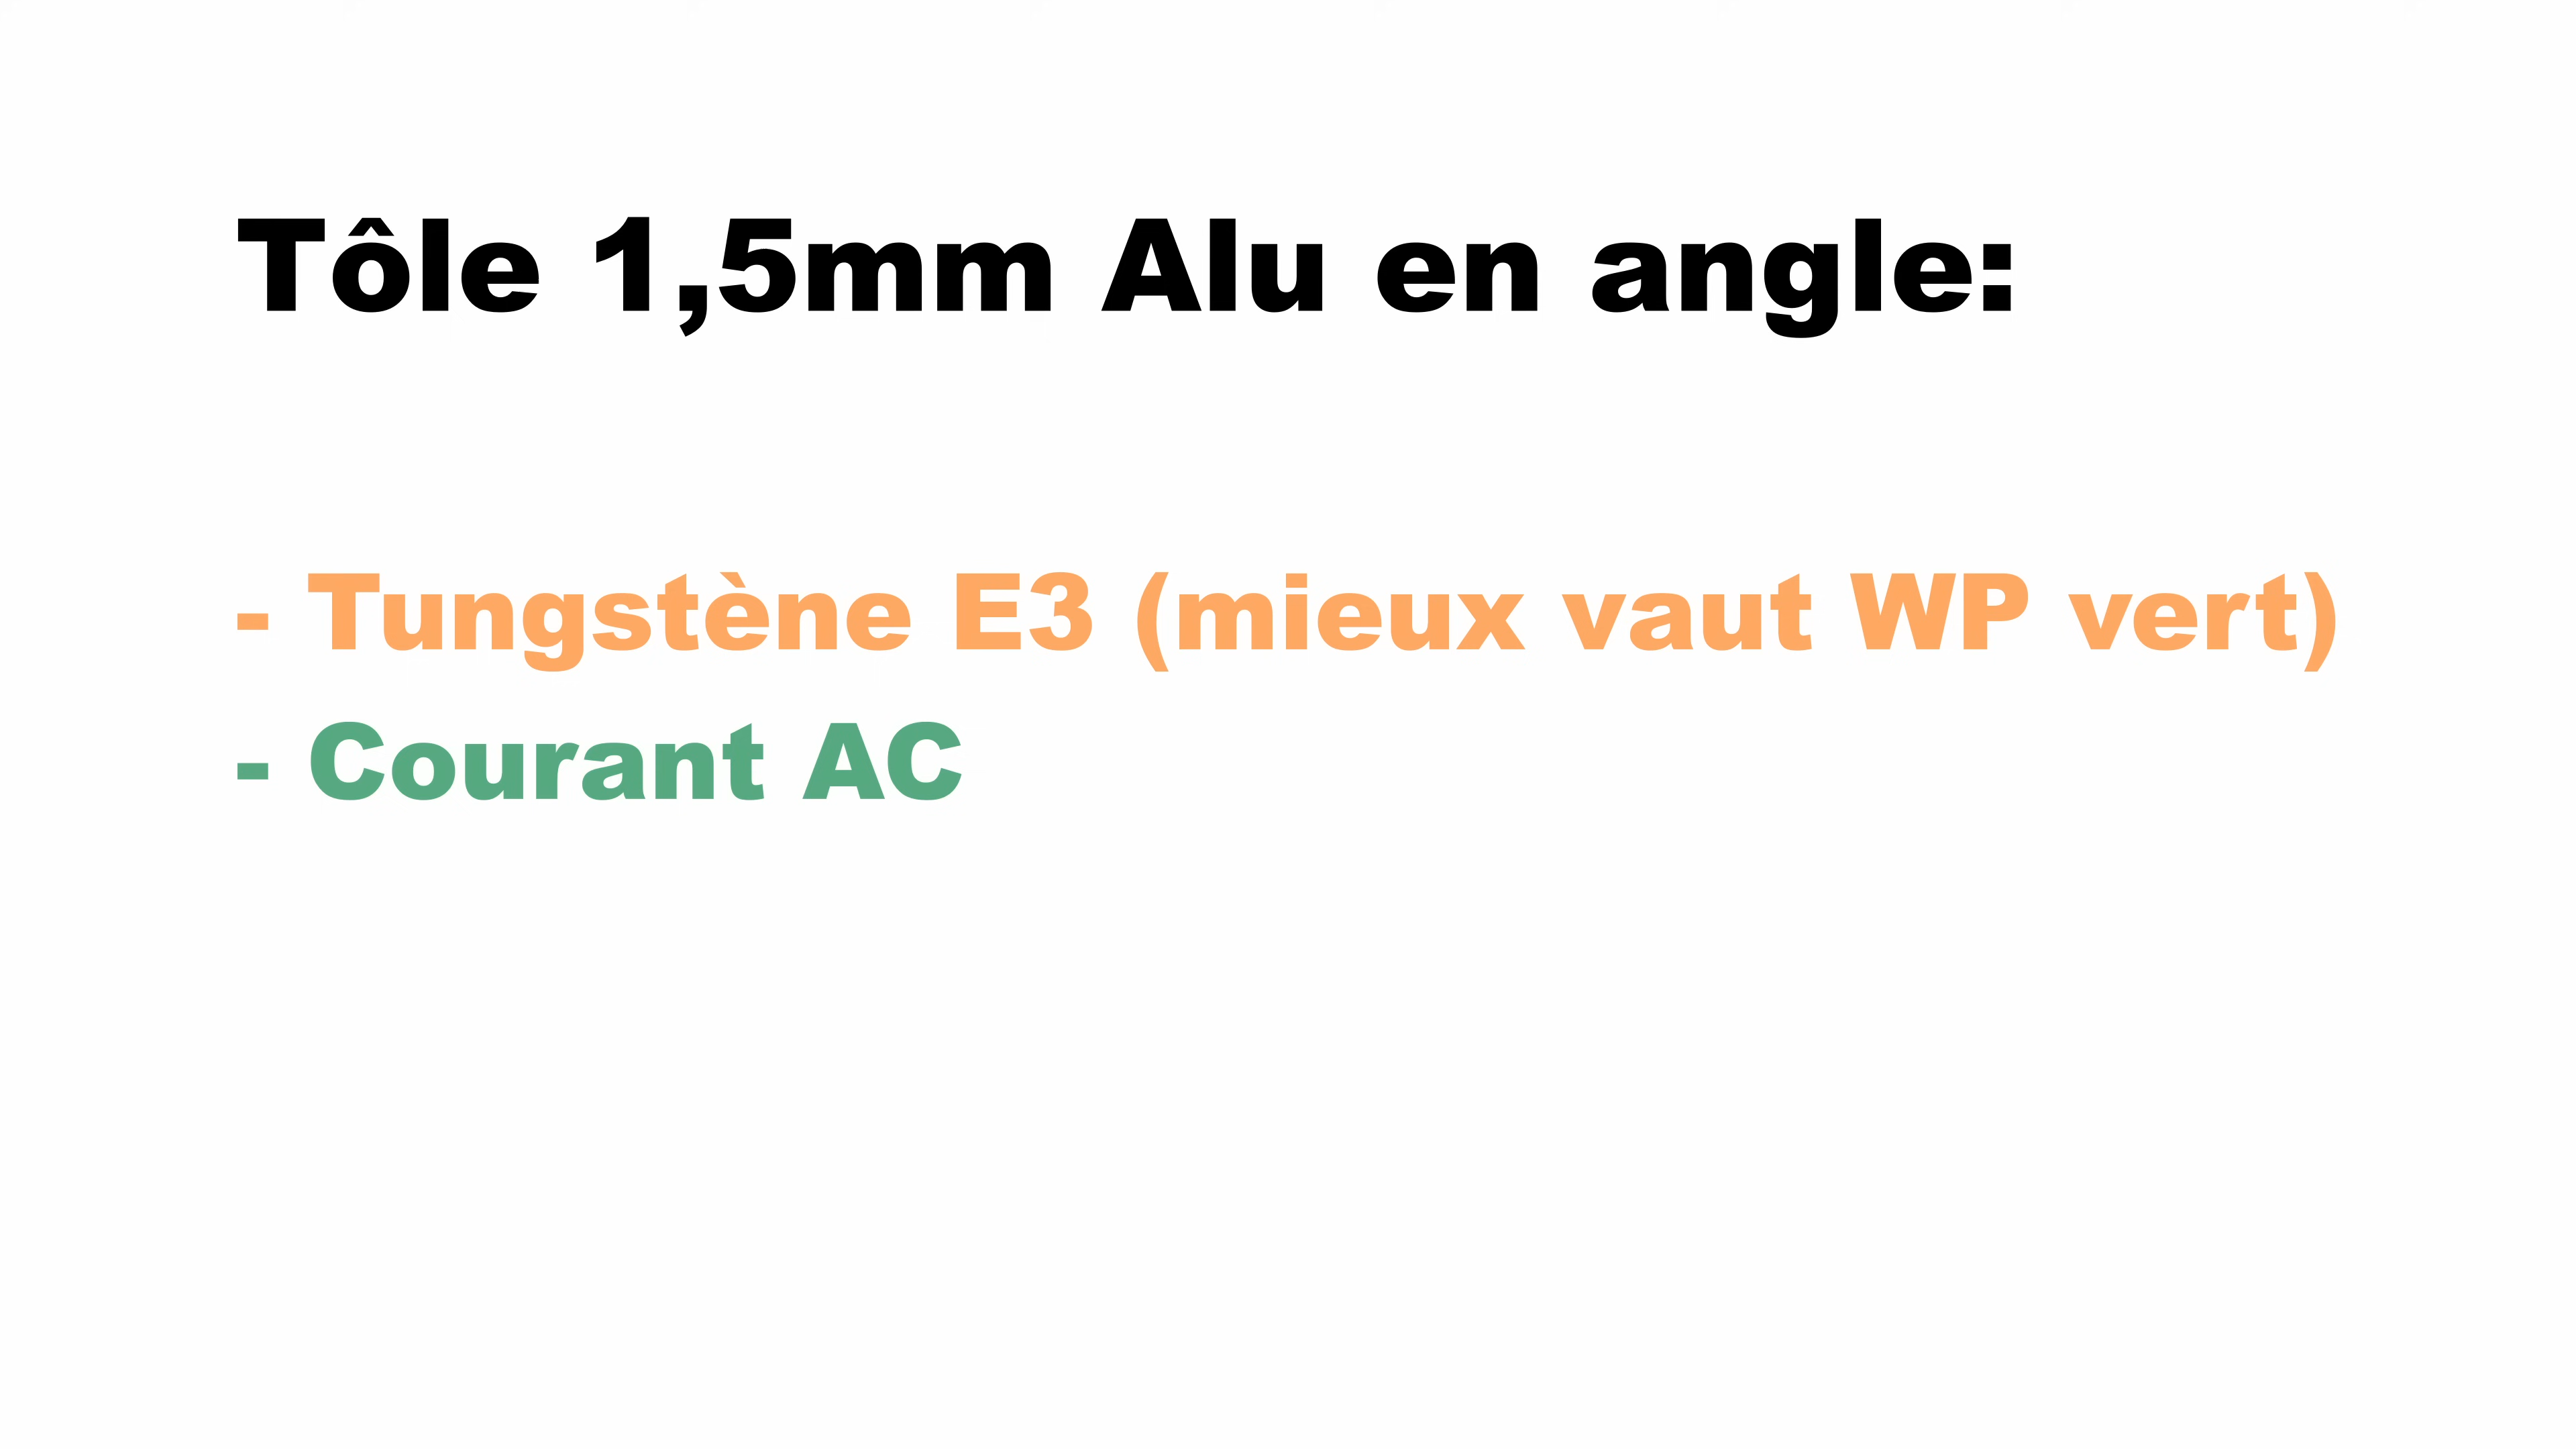 Tôle 1,5mm Alu en angle:
- Tungstène E3 (mieux vaut WP vert)
- Courant AC